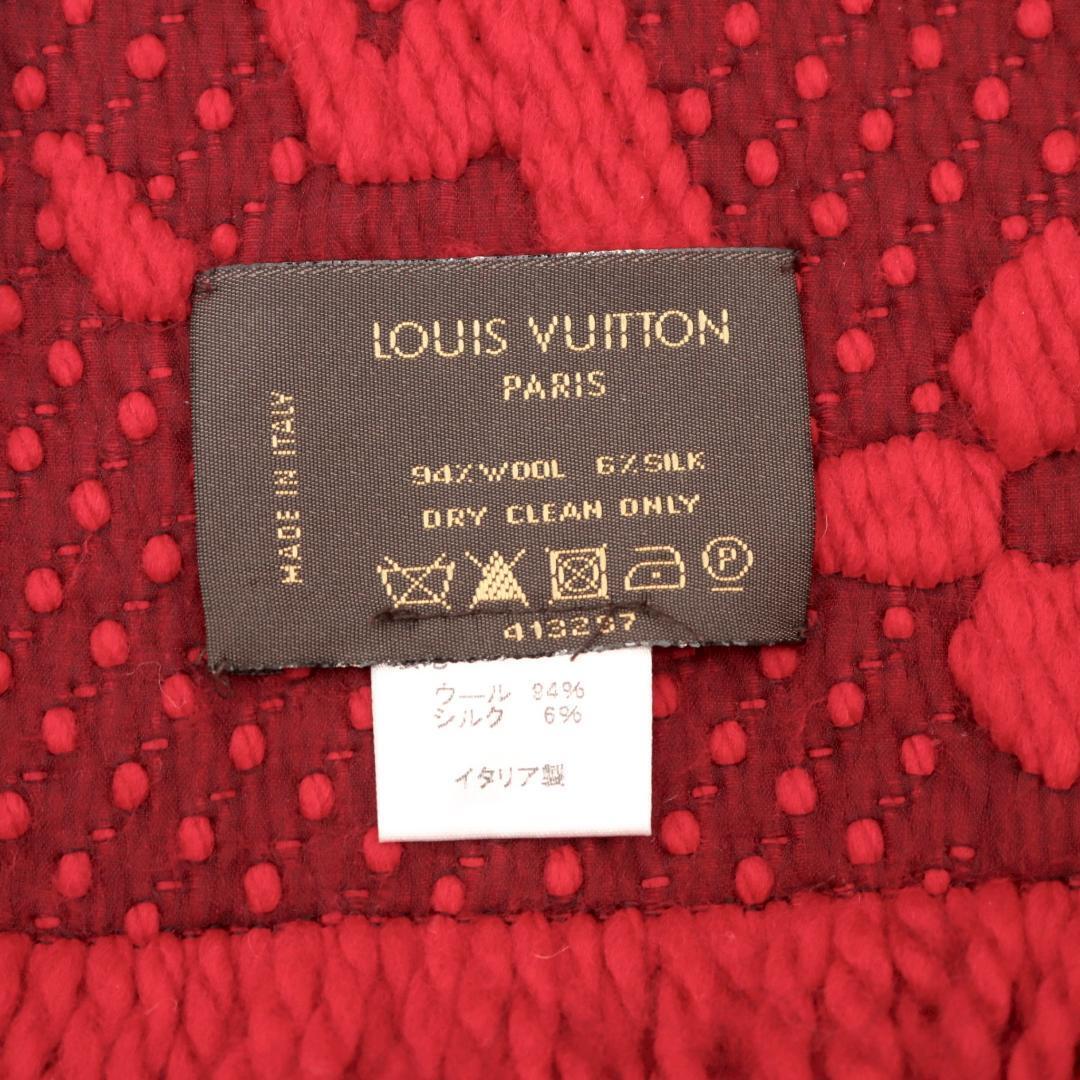 LOUIS VUITTON
PARIS
MADE IN ITALY
94% WOOL 6% SILK
DRY CLEAN ONLY
P
413297
ウール 94%
シルク 6%
イタリア製